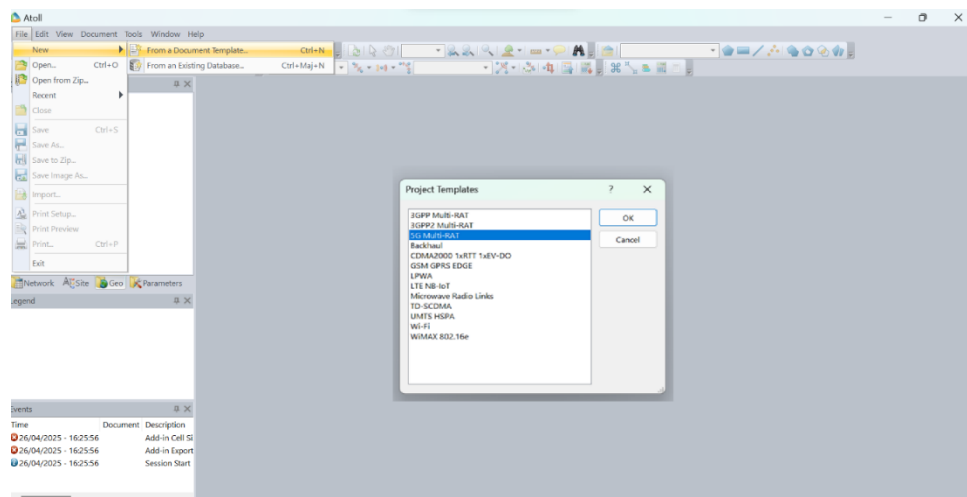 Atoll
File Edit View Document Tools Window Help
New
From a Document Template... Ctrl+N
Open... Ctrl+O
From an Existing Database... Ctrl+Maj+N
Open from Zip...
Recent
Close
Save Ctrl+S
Save As...
Save to Zip...
Save Image As...
Import...
Print Setup...
Print Preview
Print... Ctrl+P
Exit
Network Site Geo Parameters
Legend
Project Templates
3GPP Multi-RAT
3GPP2 Multi-RAT
5G Multi-RAT
Backhaul
CDMA2000 1xRTT 1xEV-DO
GSM GPRS EDGE
LPWA
LTE NB-IoT
Microwave Radio Links
TD-SCDMA
UMTS HSPA
Wi-Fi
WiMAX 802.16e
OK
Cancel
Events
Time Document Description
26/04/2025 - 16:25:56 Add-in Cell Si
26/04/2025 - 16:25:56 Add-in Export
26/04/2025 - 16:25:56 Session Start